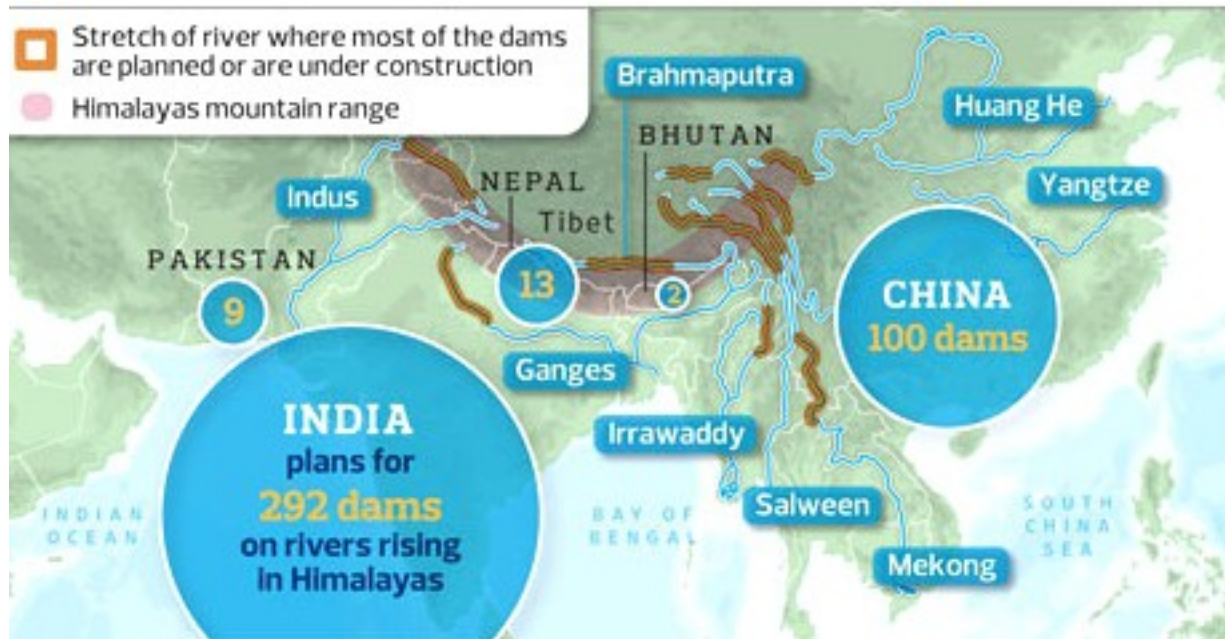 Stretch of river where most of the dams
are planned or are under construction
Himalayas mountain range
Brahmaputra
Huang He
BHUTAN
Indus
NEPAL
Yangtze
Tibet
PAKISTAN
13
2
9
CHINA
100 dams
Ganges
INDIA
plans for
292 dams
on rivers rising
in Himalayas
Irrawaddy
Salween
INDIAN
OCEAN
BAY OF
BENGAL
SOUTH
CHINA
SEA
Mekong